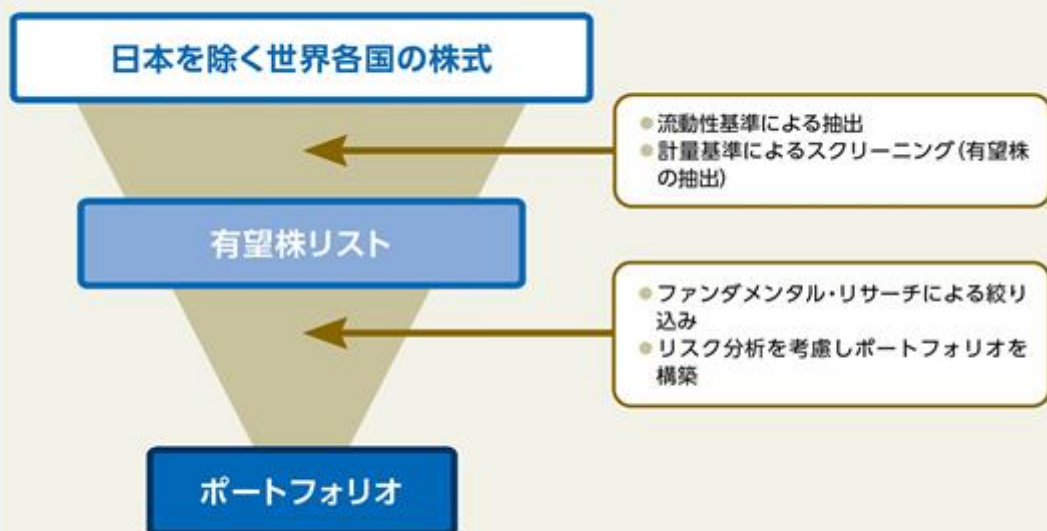 日本を除く世界各国の株式
●流動性基準による抽出
●計量基準によるスクリーニング(有望株
の抽出)
有望株リスト
●ファンダメンタル・リサーチによる絞り
込み
●リスク分析を考慮しポートフォリオを
構築
ポートフォリオ